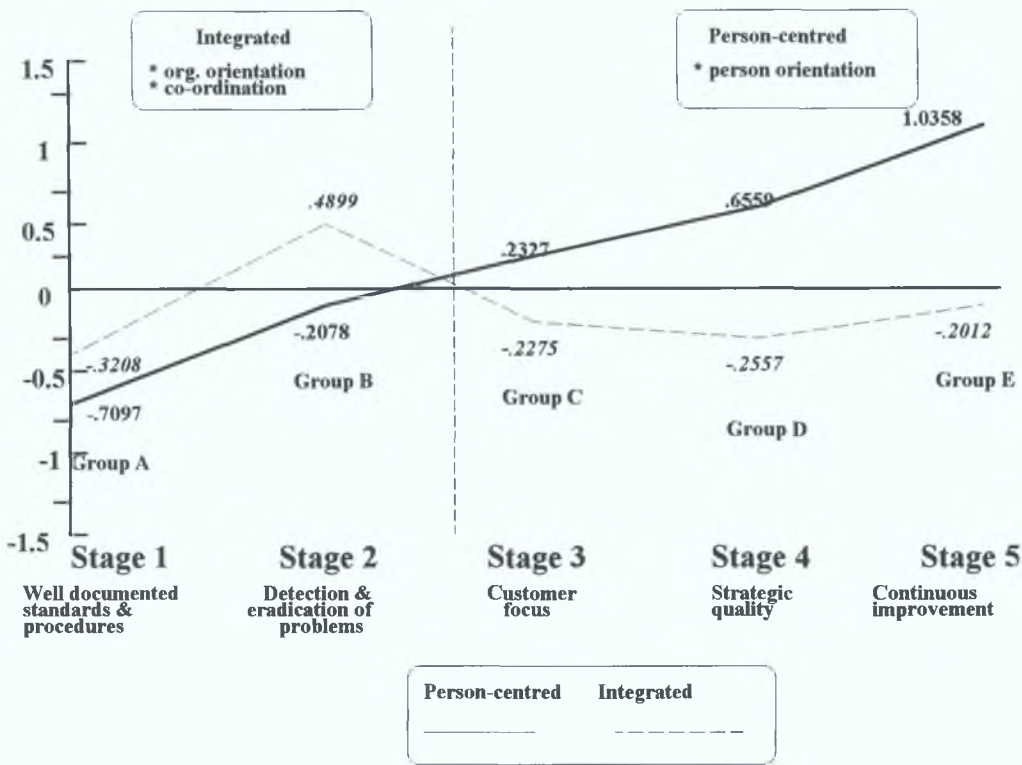 Integrated
* org. orientation
* co-ordination
Person-centred
* person orientation
1.5
1
0.5
0
-0.5
-1
-1.5
1.0358
.6559
.2327
.4899
-.3208
-.7097
-.2078
-.2275
-.2557
-.2012
Group A
Group B
Group C
Group D
Group E
Stage 1
Stage 2
Stage 3
Stage 4
Stage 5
Well documented
standards &
procedures
Detection &
eradication of
problems
Customer
focus
Strategic
quality
Continuous
improvement
Person-centred
Integrated